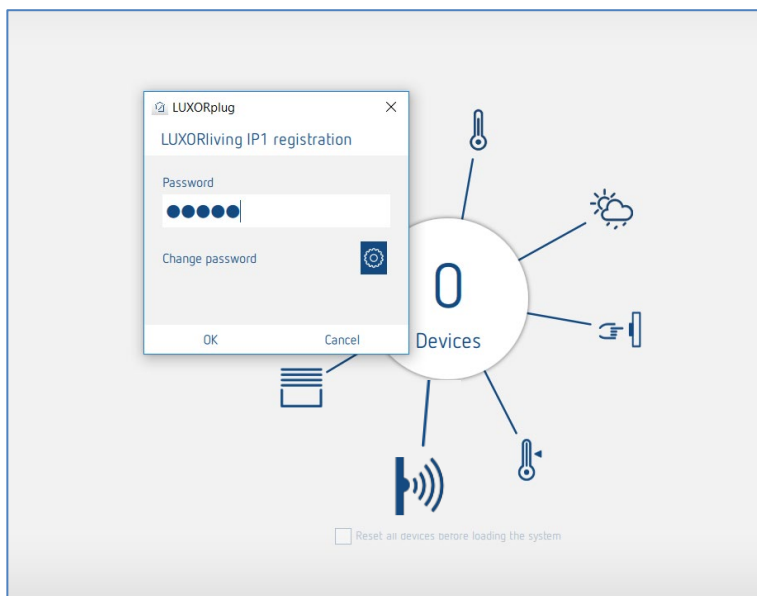 LUXORplug
LUXORliving IP1 registration
Password
Change password
OK Cancel
0
Devices
Reset all devices before loading the system